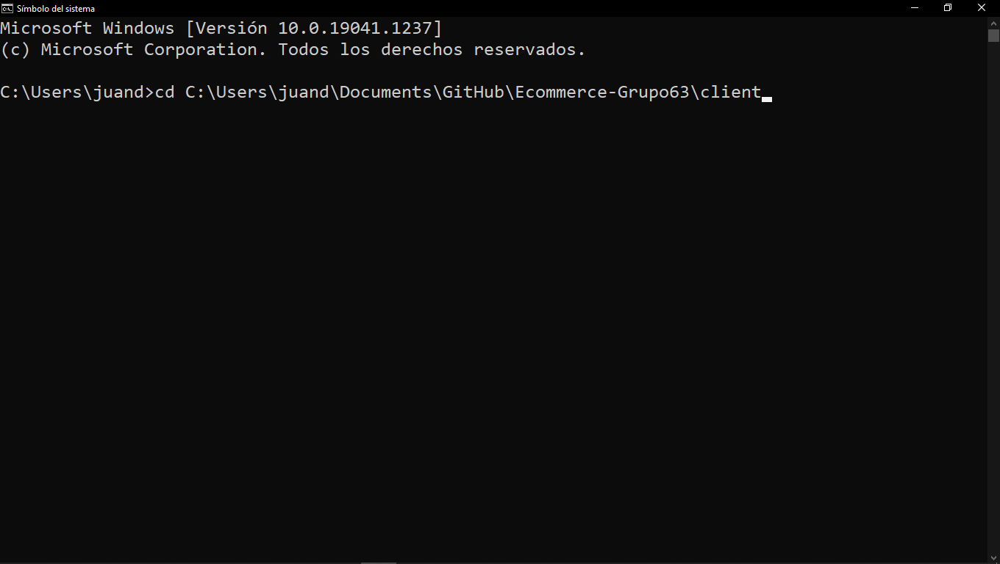 Símbolo del sistema
Microsoft Windows [Versión 10.0.19041.1237]
(c) Microsoft Corporation. Todos los derechos reservados.
C:\Users\juand>cd C:\Users\juand\Documents\GitHub\Ecommerce-Grupo63\client